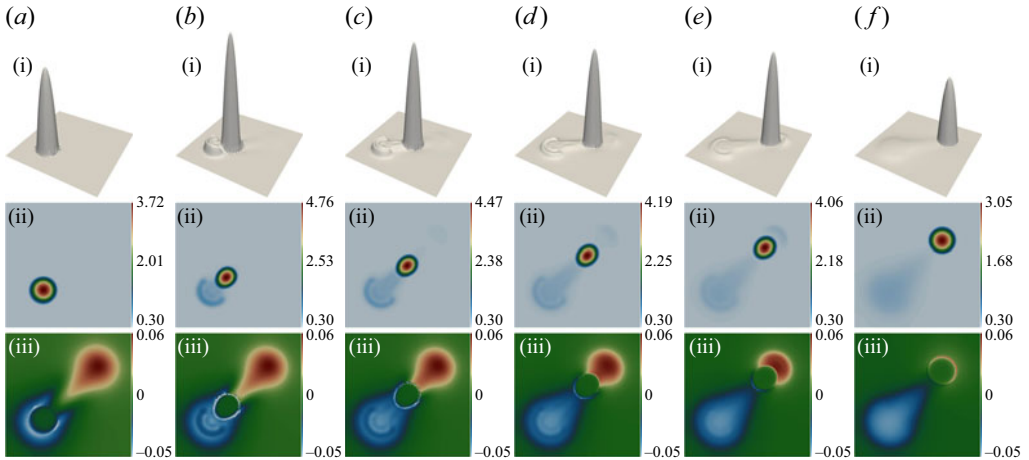 (a) (b) (c) (d) (e) (f)
(i) (i) (i) (i) (i) (i)
(ii) 3.72 (ii) 4.76 (ii) 4.47 (ii) 4.19 (ii) 4.06 (ii) 3.05
2.01 2.53 2.38 2.25 2.18 1.68
0.30 0.30 0.30 0.30 0.30 0.30
(iii) 0.06 (iii) 0.06 (iii) 0.06 (iii) 0.06 (iii) 0.06 (iii) 0.06
0 0 0 0 0 0
–0.05 –0.05 –0.05 –0.05 –0.05 –0.05